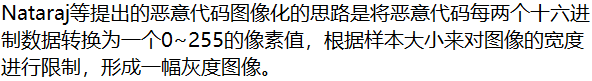 Nataraj等提出的恶意代码图像化的思路是将恶意代码每两个十六进
制数据转换为一个0~255的像素值，根据样本大小来对图像的宽度
进行限制，形成一幅灰度图像。